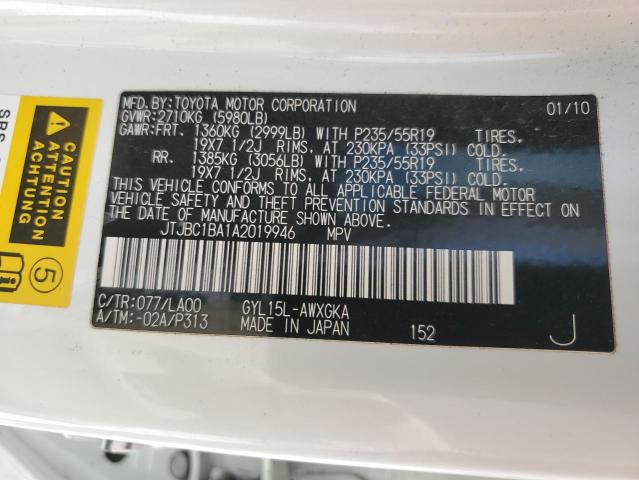 MFD.BY:TOYOTA MOTOR CORPORATION 01/10
GVWR:2710KG (5980LB)
GAWR:FRT. 1360KG (2999LB) WITH P235/55R19 TIRES.
19X7 1/2J RIMS. AT 230KPA (33PSI) COLD.
RR. 1385KG (3056LB) WITH P235/55R19 TIRES.
19X7 1/2J RIMS. AT 230KPA (33PSI) COLD.
THIS VEHICLE CONFORMS TO ALL APPLICABLE FEDERAL MOTOR
VEHICLE SAFETY AND THEFT PREVENTION STANDARDS IN EFFECT ON
THE DATE OF MANUFACTURE SHOWN ABOVE.
JTJBC1BA1A2019946 MPV
C/TR:077/LA00 GYL15L-AWXGKA
A/TM:-02A/P313 MADE IN JAPAN 152 J
CAUTION
ATTENTION
ACHTUNG
5
SRS